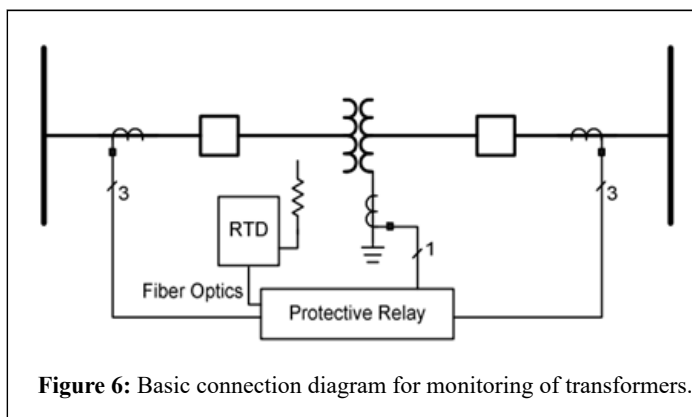 3
3
RTD
1
Fiber Optics
Protective Relay
Figure 6: Basic connection diagram for monitoring of transformers.